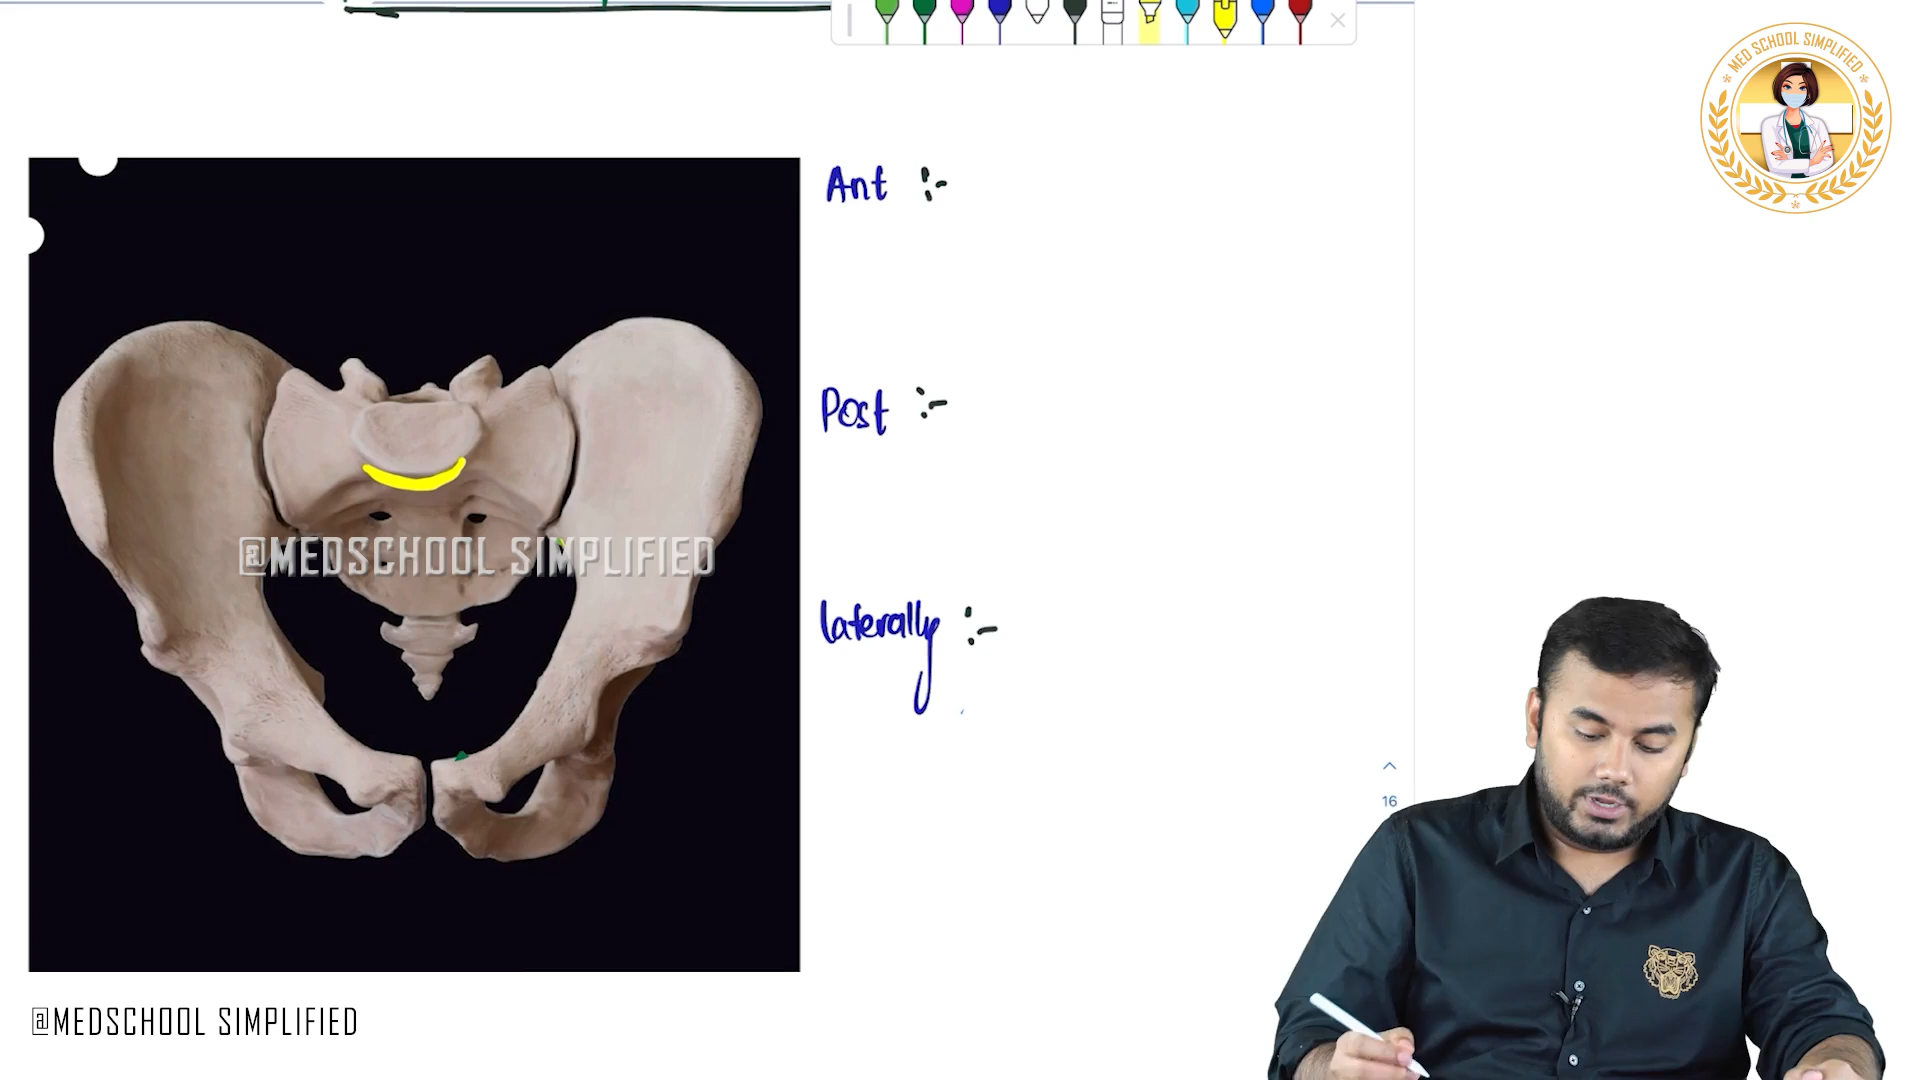 MED SCHOOL SIMPLIFIED
Ant :-
Post :-
@MEDSCHOOL SIMPLIFIED
laterally :-
16
@MEDSCHOOL SIMPLIFIED